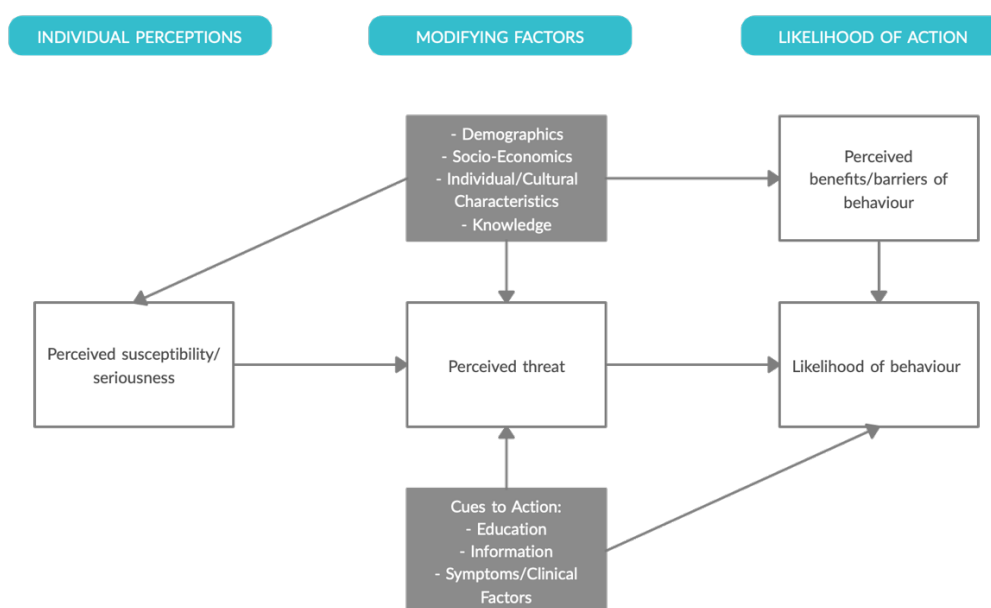 INDIVIDUAL PERCEPTIONS
MODIFYING FACTORS
LIKELIHOOD OF ACTION
- Demographics
- Socio-Economics
- Individual/Cultural
Characteristics
- Knowledge
Perceived
benefits/barriers of
behaviour
Perceived susceptibility/
seriousness
Perceived threat
Likelihood of behaviour
Cues to Action:
- Education
- Information
- Symptoms/Clinical
Factors